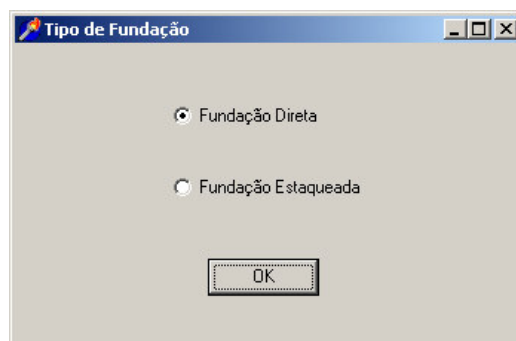 Tipo de Fundação
Fundação Direta
Fundação Estaqueada
OK